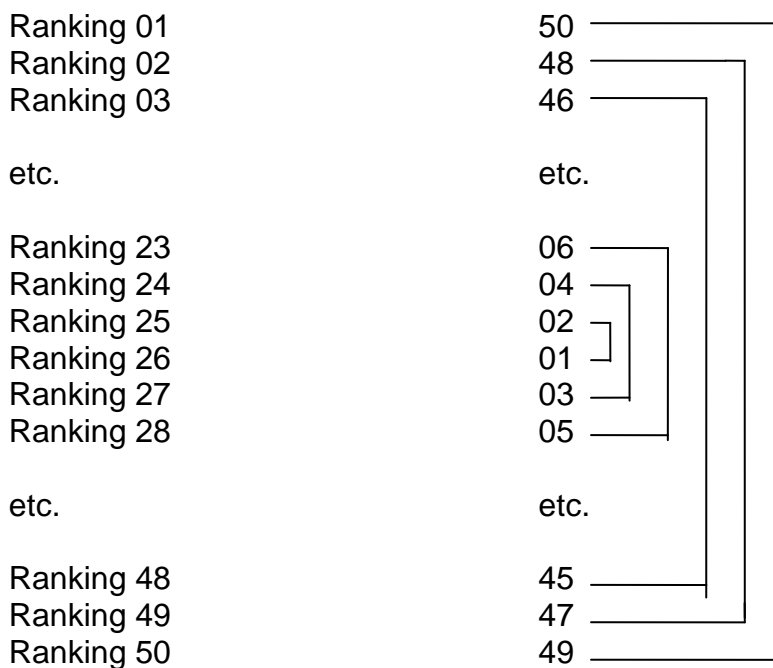 Ranking 01 50
Ranking 02 48
Ranking 03 46
etc. etc.
Ranking 23 06
Ranking 24 04
Ranking 25 02
Ranking 26 01
Ranking 27 03
Ranking 28 05
etc. etc.
Ranking 48 45
Ranking 49 47
Ranking 50 49